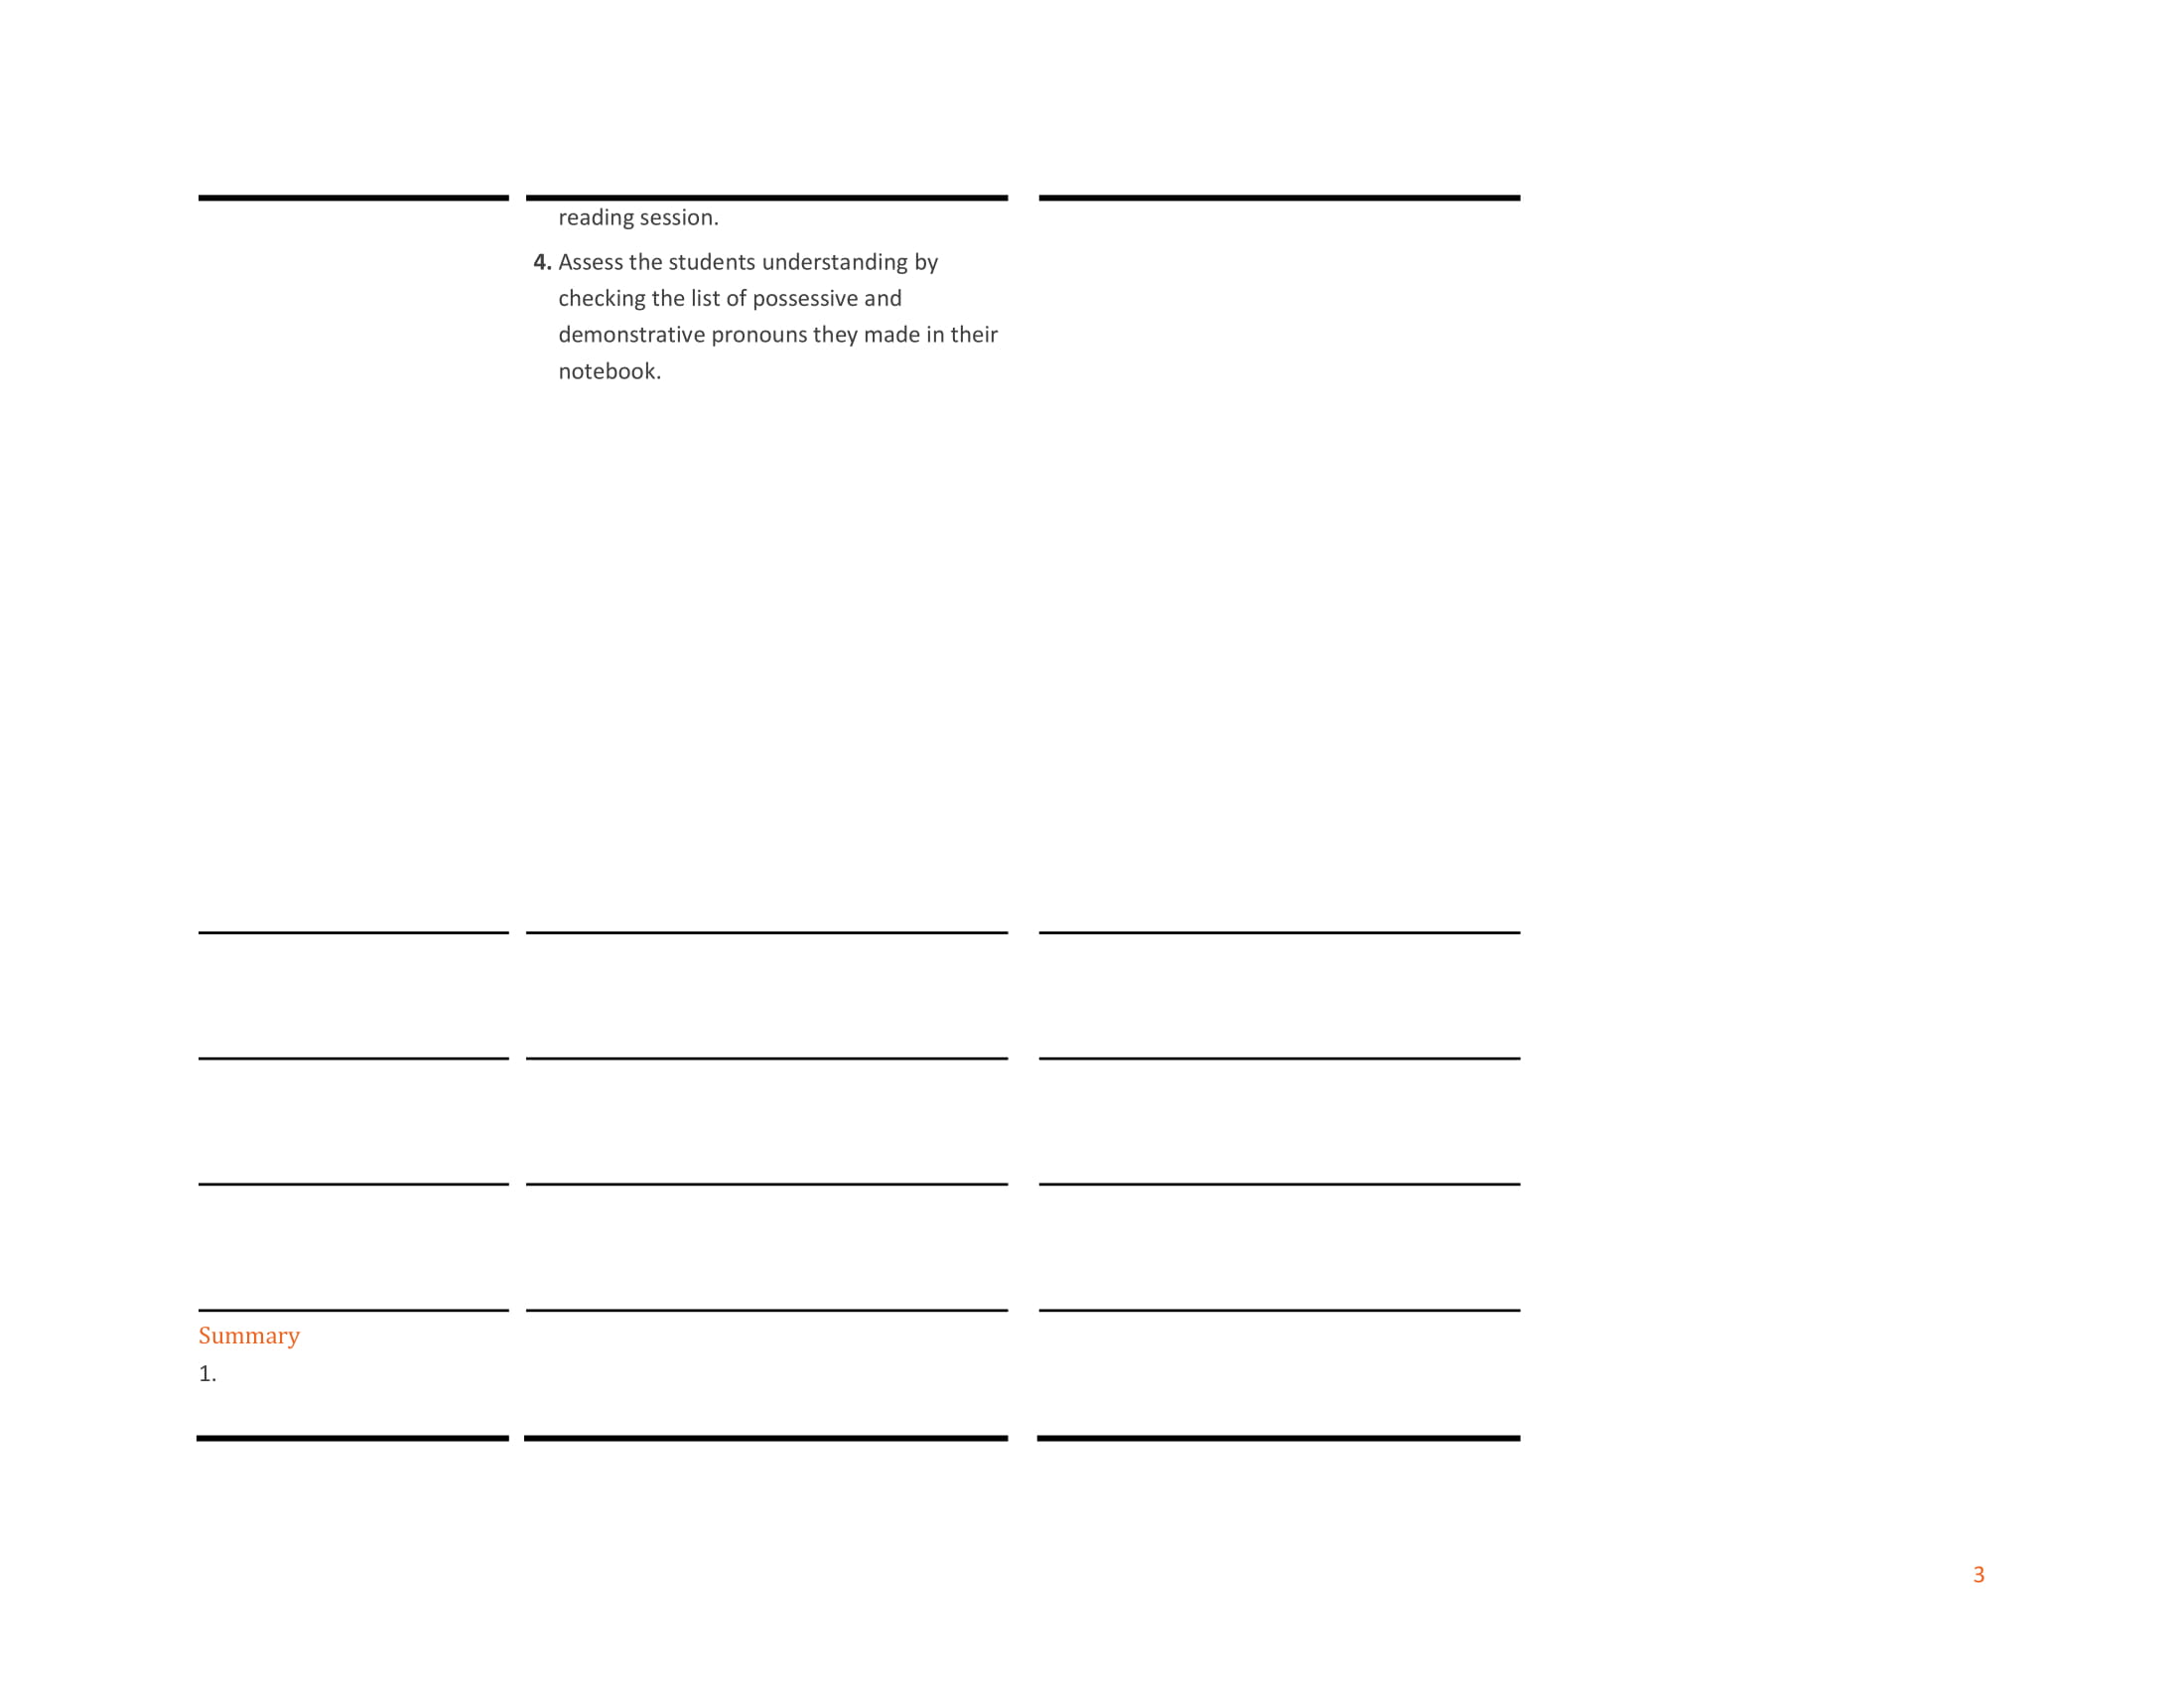 reading session.
4. Assess the students understanding by
checking the list of possessive and
demonstrative pronouns they made in their
notebook.
Summary
1.
3